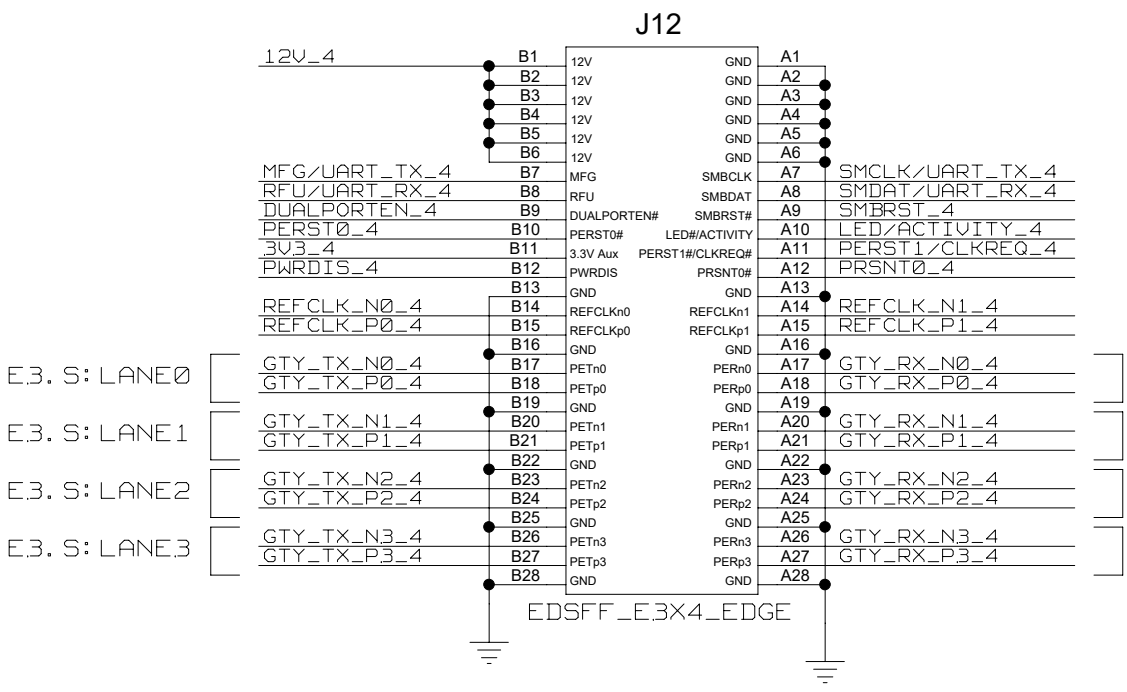 J12
12V_4 B1 12V GND A1
B2 12V GND A2
B3 12V GND A3
B4 12V GND A4
B5 12V GND A5
B6 12V GND A6
MFG/UART_TX_4 B7 MFG SMBCLK A7 SMCLK/UART_TX_4
RFU/UART_RX_4 B8 RFU SMBDAT A8 SMDAT/UART_RX_4
DUALPORTEN_4 B9 DUALPORTEN# SMBRST# A9 SMBRST_4
PERST0_4 B10 PERST0# LED#/ACTIVITY A10 LED/ACTIVITY_4
3V3_4 B11 3.3V Aux PERST1#/CLKREQ# A11 PERST1/CLKREQ_4
PWRDIS_4 B12 PWRDIS PRSNT0# A12 PRSNT0_4
B13 GND GND A13
REFCLK_N0_4 B14 REFCLKn0 REFCLKn1 A14 REFCLK_N1_4
REFCLK_P0_4 B15 REFCLKp0 REFCLKp1 A15 REFCLK_P1_4
B16 GND GND A16
E3.S:LANE0 GTY_TX_N0_4 B17 PETn0 PERn0 A17 GTY_RX_N0_4
GTY_TX_P0_4 B18 PETp0 PERp0 A18 GTY_RX_P0_4
B19 GND GND A19
E3.S:LANE1 GTY_TX_N1_4 B20 PETn1 PERn1 A20 GTY_RX_N1_4
GTY_TX_P1_4 B21 PETp1 PERp1 A21 GTY_RX_P1_4
B22 GND GND A22
E3.S:LANE2 GTY_TX_N2_4 B23 PETn2 PERn2 A23 GTY_RX_N2_4
GTY_TX_P2_4 B24 PETp2 PERp2 A24 GTY_RX_P2_4
B25 GND GND A25
E3.S:LANE3 GTY_TX_N3_4 B26 PETn3 PERn3 A26 GTY_RX_N3_4
GTY_TX_P3_4 B27 PETp3 PERp3 A27 GTY_RX_P3_4
B28 GND GND A28
EDSFF_E3X4_EDGE